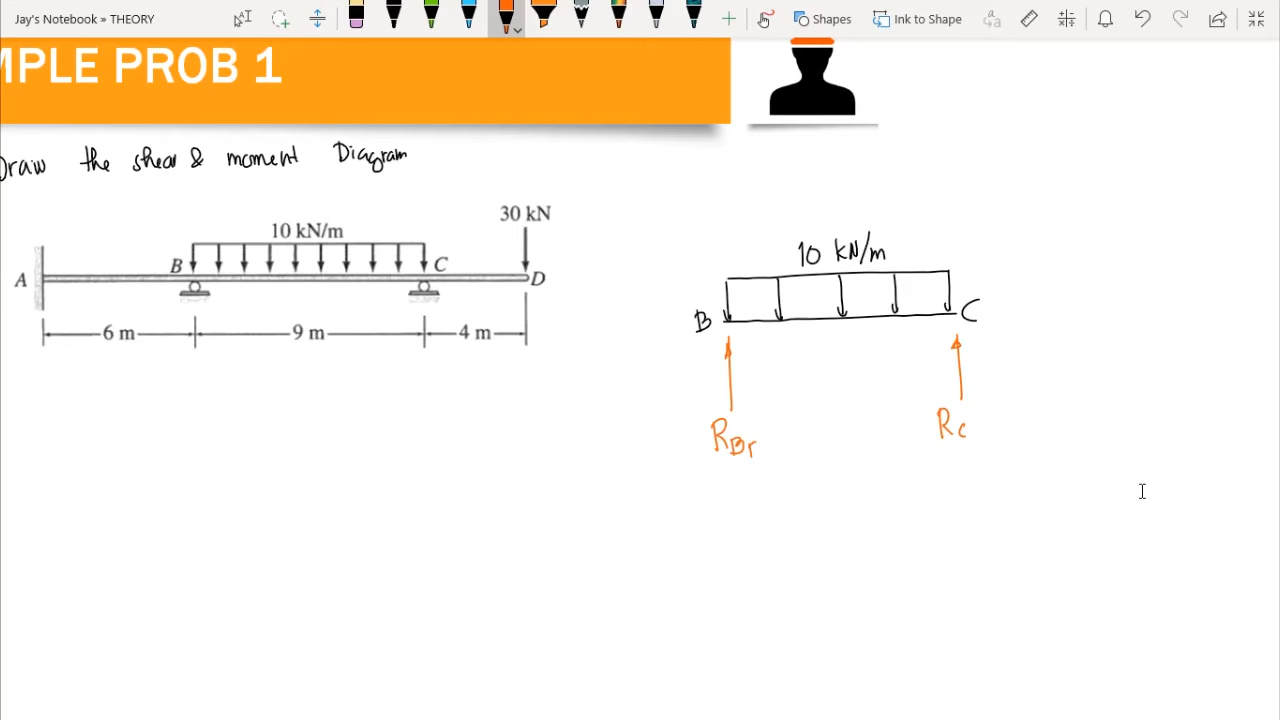 Jay's Notebook » THEORY
Shapes
Ink to Shape
MPLE PROB 1
Draw the shear & moment Diagram
30 kN
10 kN/m
A B C D
6 m 9 m 4 m
10 kN/m
B C
RBr Rc